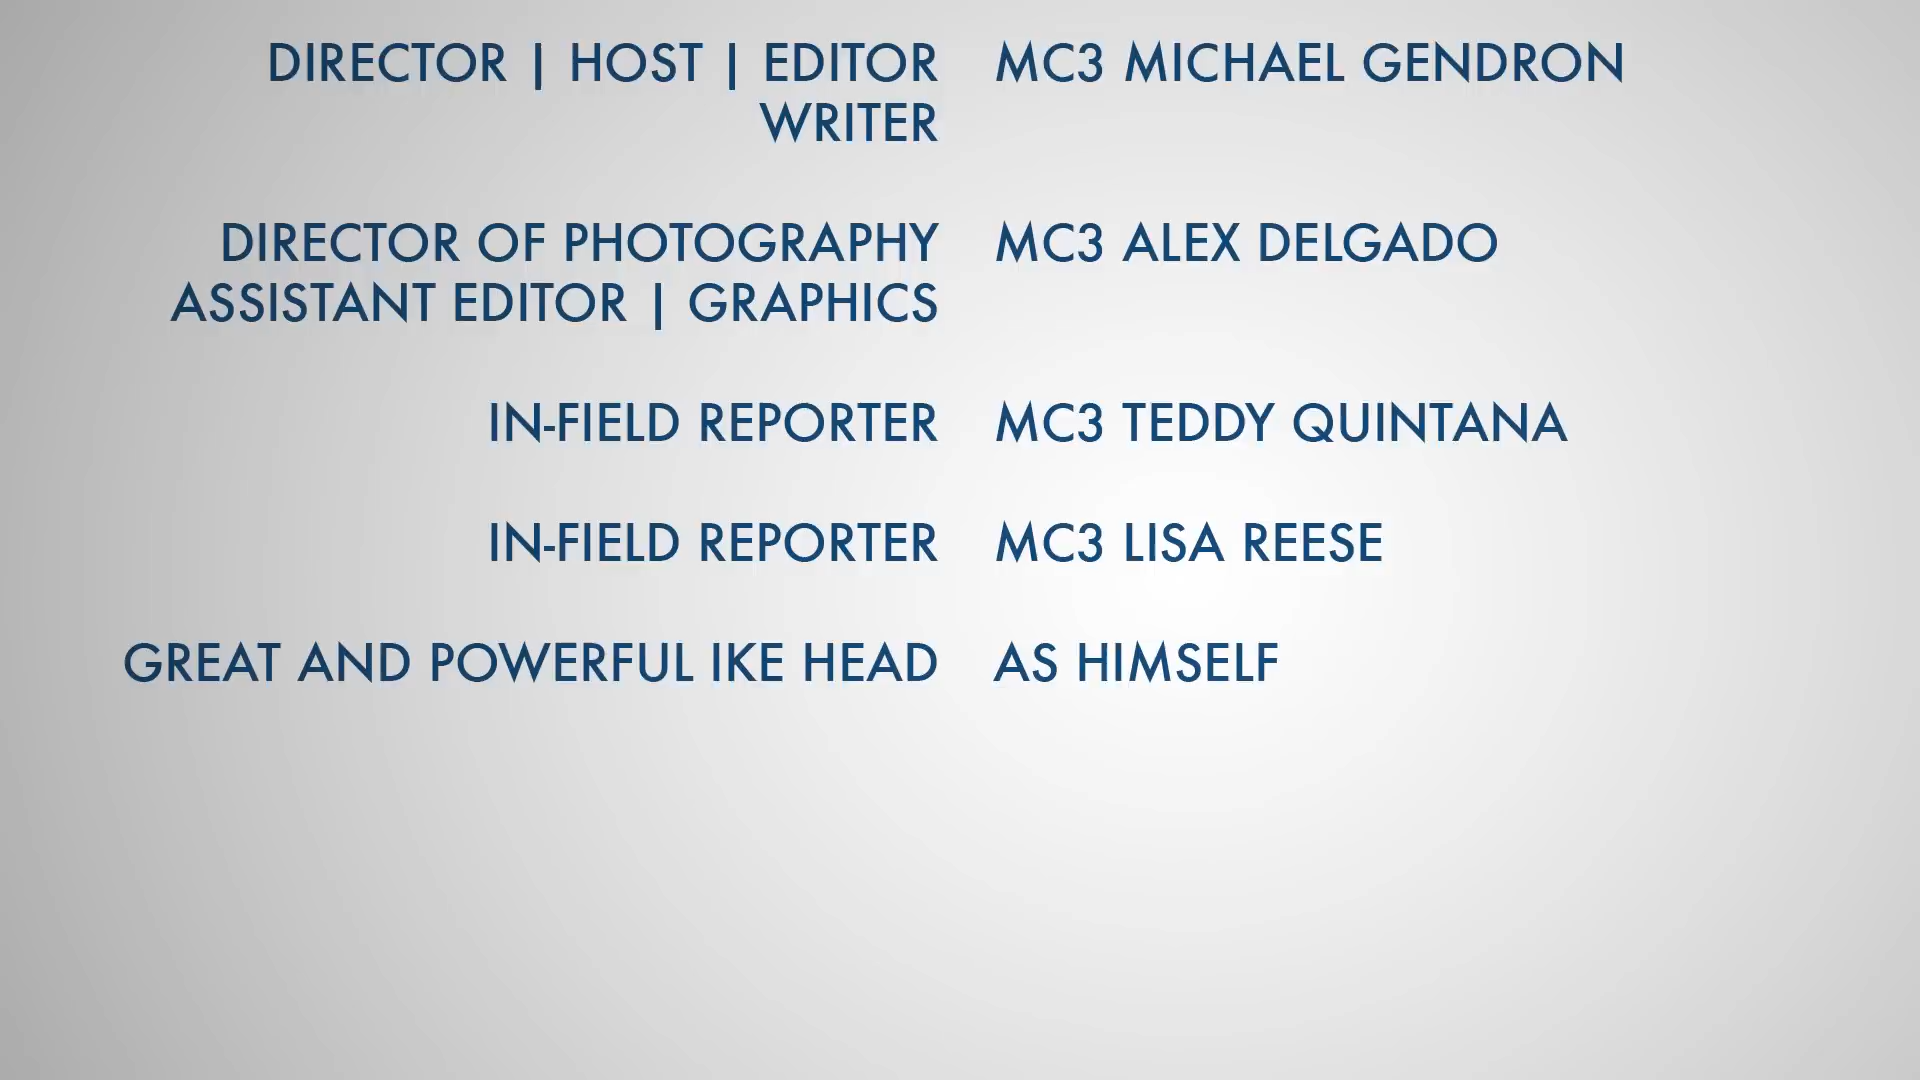 DIRECTOR | HOST | EDITOR MC3 MICHAEL GENDRON
WRITER
DIRECTOR OF PHOTOGRAPHY MC3 ALEX DELGADO
ASSISTANT EDITOR | GRAPHICS
IN-FIELD REPORTER MC3 TEDDY QUINTANA
IN-FIELD REPORTER MC3 LISA REESE
GREAT AND POWERFUL IKE HEAD AS HIMSELF